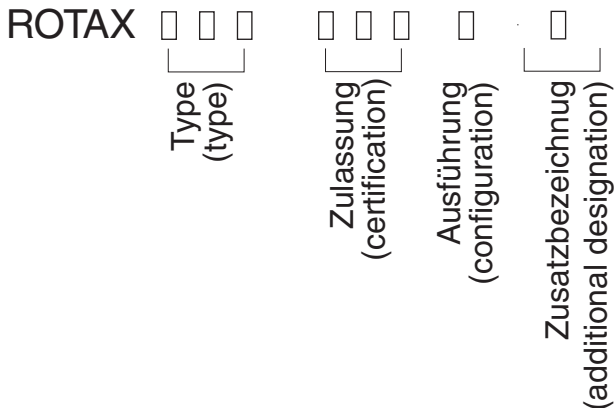 ROTAX
Type
(type)
Zulassung
(certification)
Ausführung
(configuration)
Zusatzbezeichnug
(additional designation)